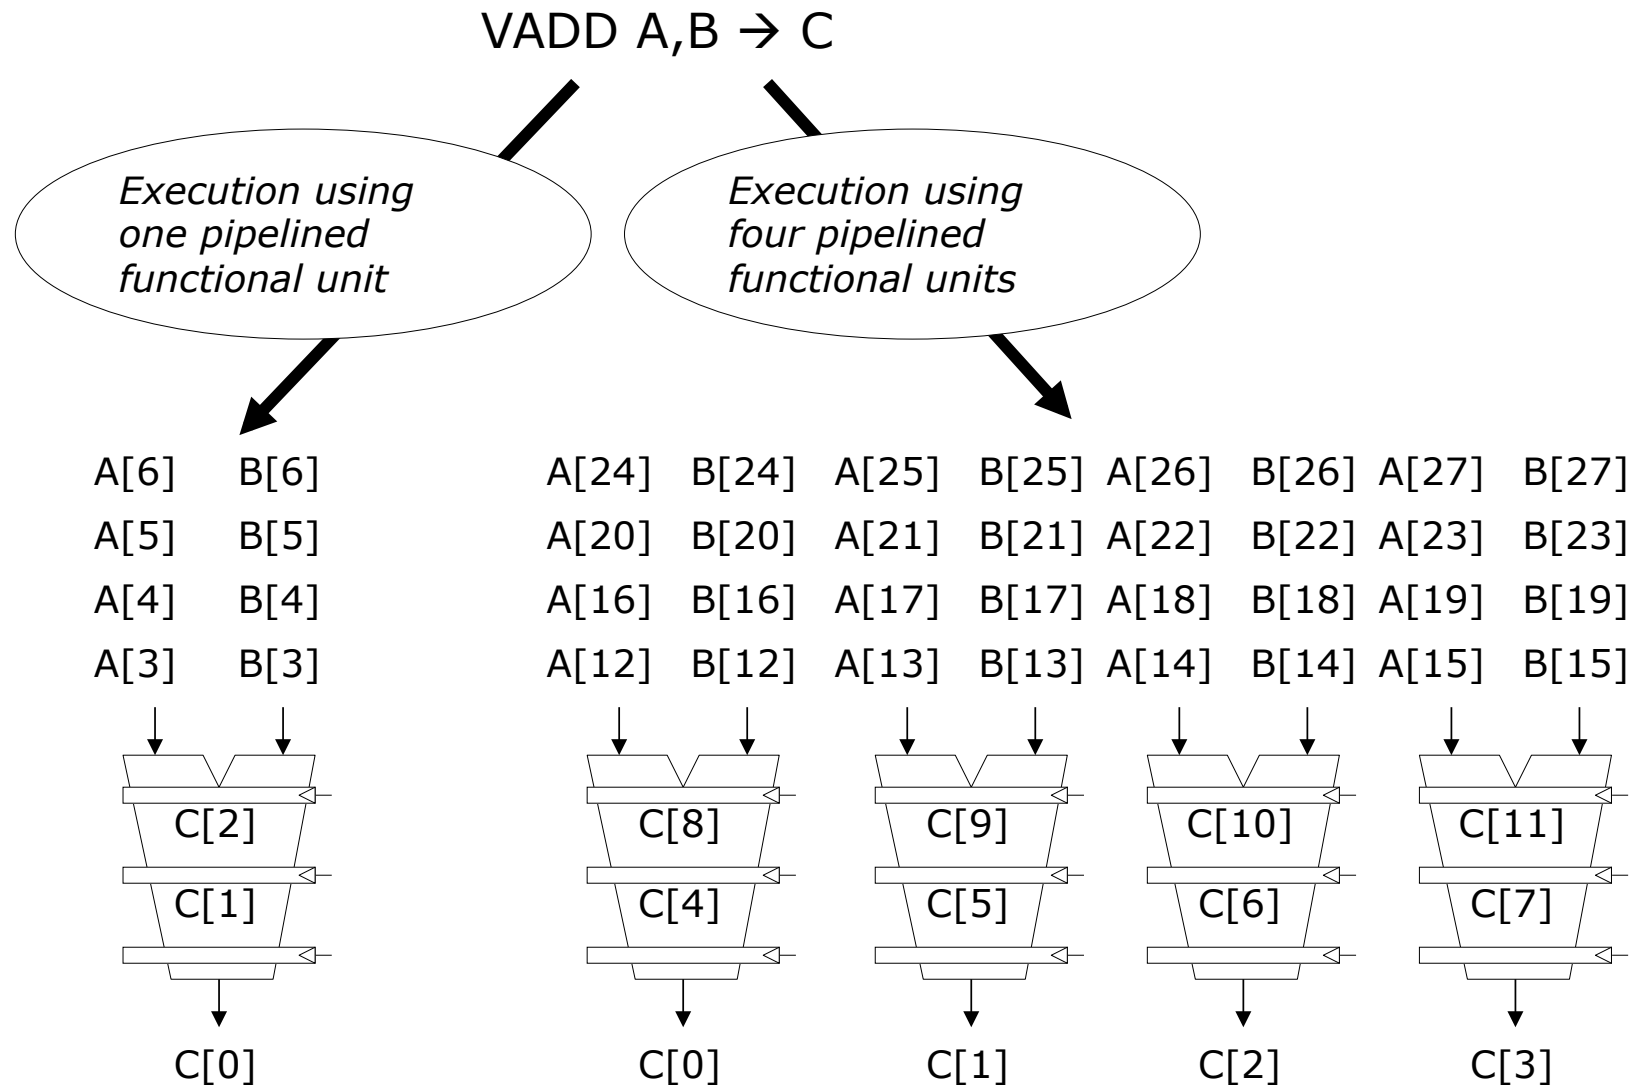 VADD A,B → C
Execution using
one pipelined
functional unit
Execution using
four pipelined
functional units
A[6] B[6] A[24] B[24] A[25] B[25] A[26] B[26] A[27] B[27]
A[5] B[5] A[20] B[20] A[21] B[21] A[22] B[22] A[23] B[23]
A[4] B[4] A[16] B[16] A[17] B[17] A[18] B[18] A[19] B[19]
A[3] B[3] A[12] B[12] A[13] B[13] A[14] B[14] A[15] B[15]
C[2] C[8] C[9] C[10] C[11]
C[1] C[4] C[5] C[6] C[7]
C[0] C[0] C[1] C[2] C[3]